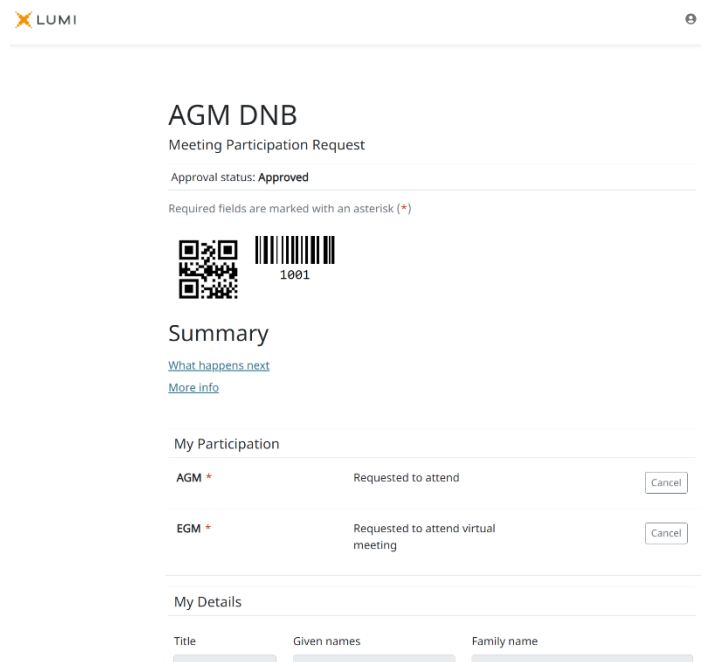 LUMI
AGM DNB
Meeting Participation Request
Approval status: Approved
Required fields are marked with an asterisk (*)
1001
Summary
What happens next
More info
My Participation
AGM * Requested to attend Cancel
EGM * Requested to attend virtual meeting Cancel
My Details
Title Given names Family name